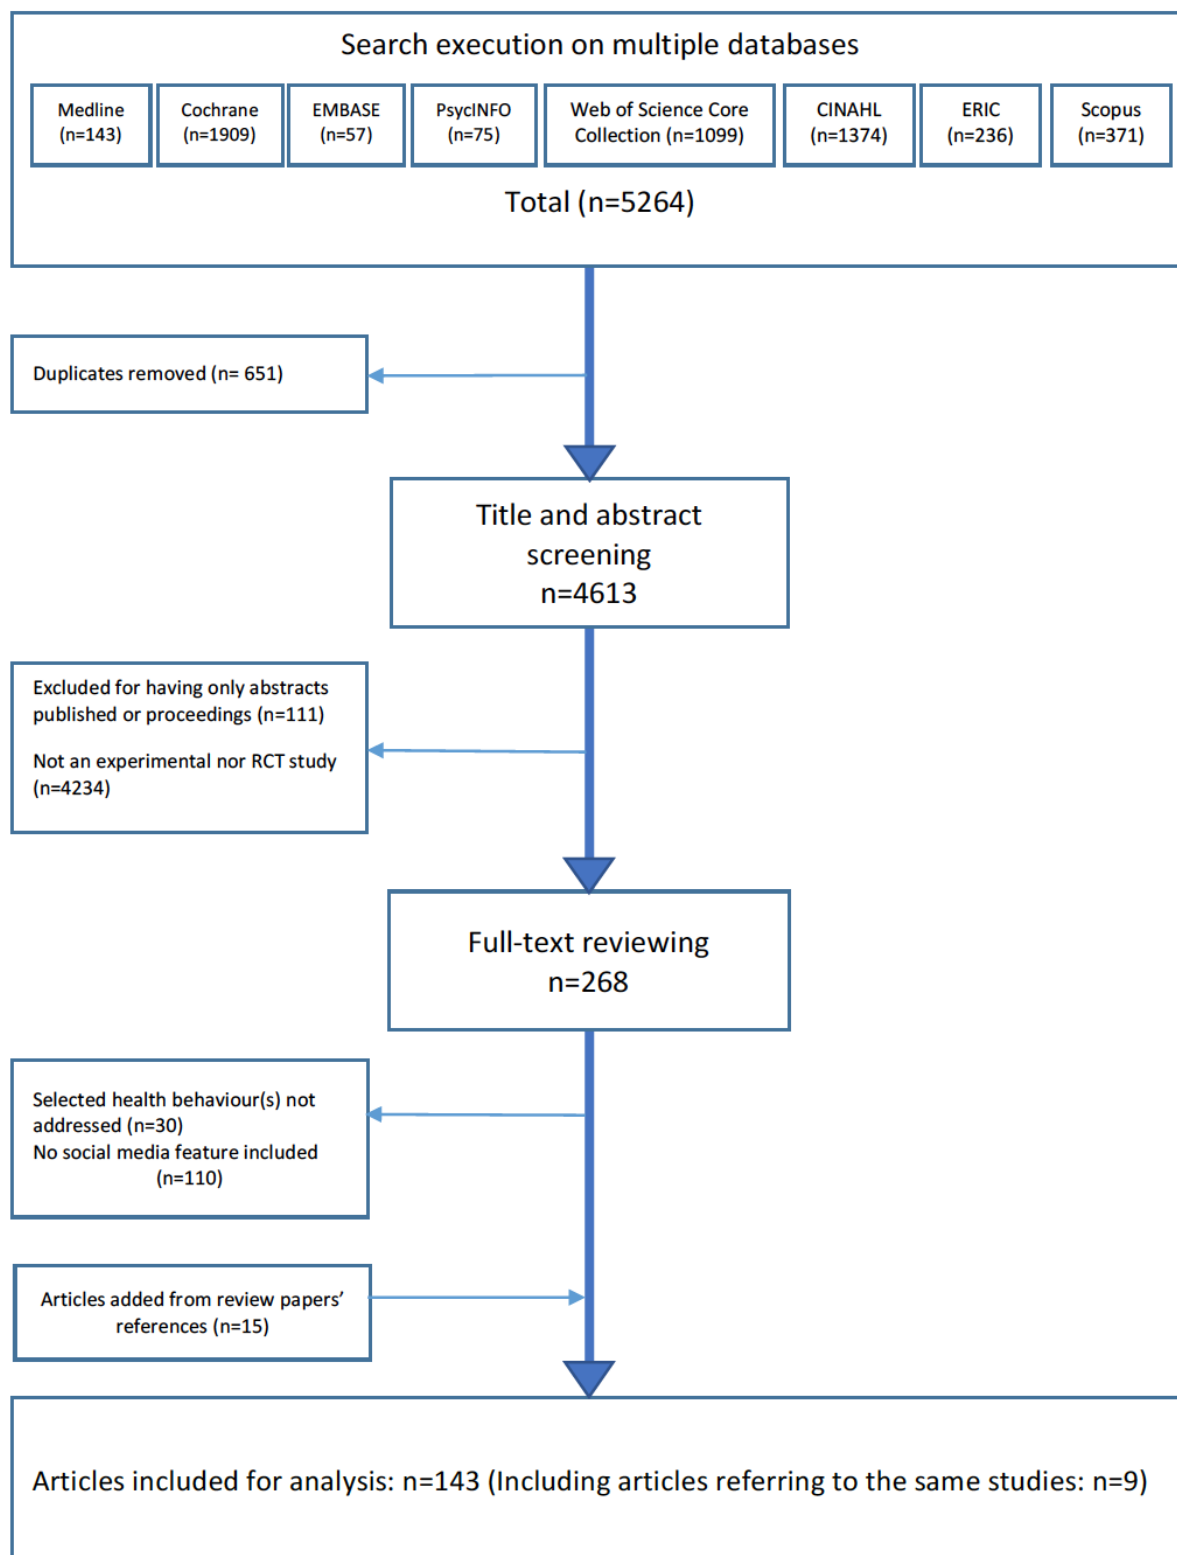 Search execution on multiple databases
Medline
(n=143)
Cochrane
(n=1909)
EMBASE
(n=57)
PsycINFO
(n=75)
Web of Science Core
Collection (n=1099)
CINAHL
(n=1374)
ERIC
(n=236)
Scopus
(n=371)
Total (n=5264)
Duplicates removed (n= 651)
Title and abstract
screening
n=4613
Excluded for having only abstracts
published or proceedings (n=111)
Not an experimental nor RCT study
(n=4234)
Full-text reviewing
n=268
Selected health behaviour(s) not
addressed (n=30)
No social media feature included
(n=110)
Articles added from review papers’
references (n=15)
Articles included for analysis: n=143 (Including articles referring to the same studies: n=9)